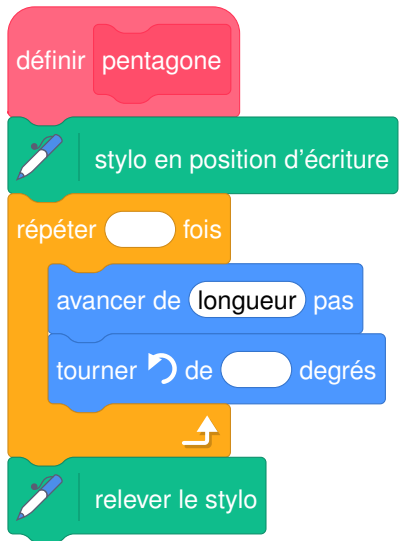 définir pentagone
stylo en position d’écriture
répéter fois
avancer de longueur pas
tourner de degrés
relever le stylo